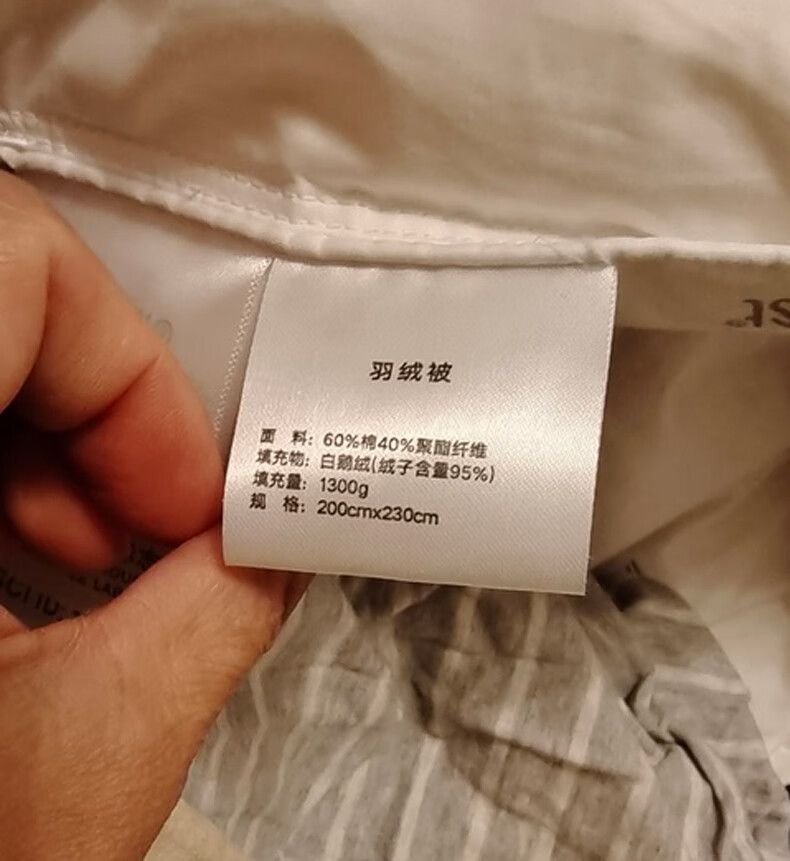 羽绒被
面 料：60%棉40%聚酯纤维
填充物：白鹅绒(绒子含量95%)
填充量：1300g
规 格：200cmx230cm